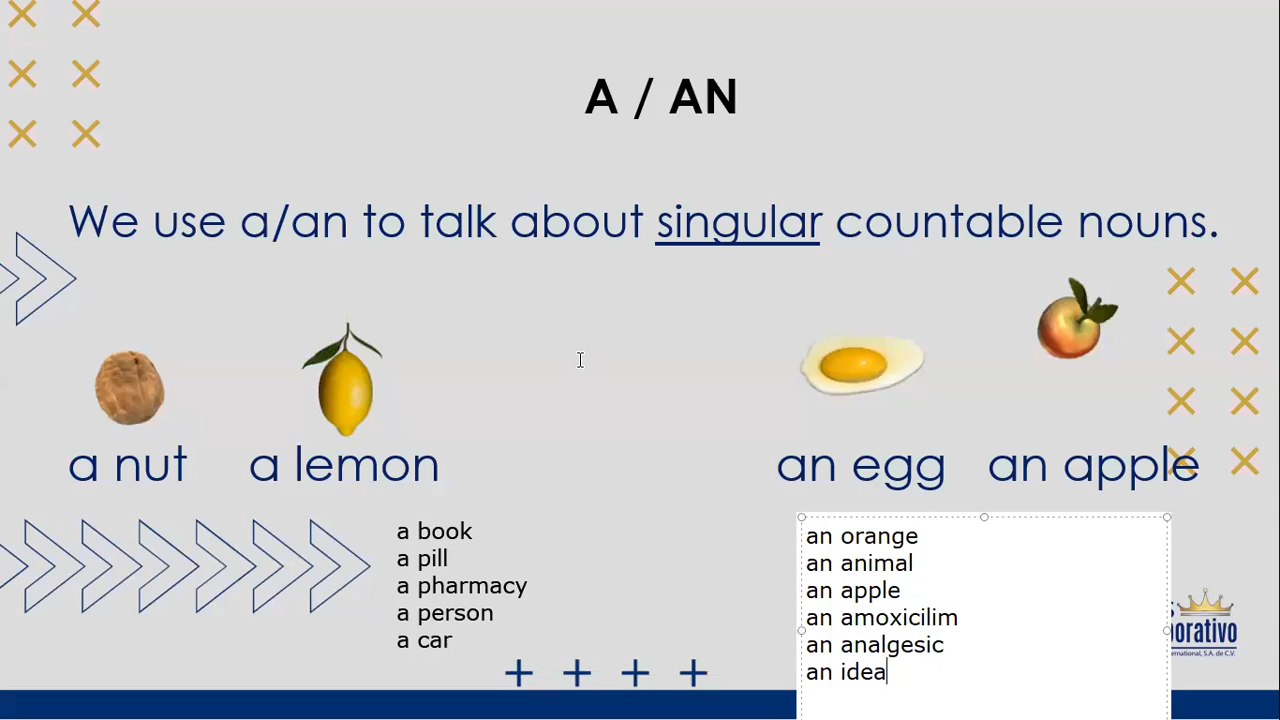 A / AN
We use a/an to talk about singular countable nouns.
a nut
a lemon
an egg
an apple
a book
a pill
a pharmacy
a person
a car
an orange
an animal
an apple
an amoxicilim
an analgesic
an idea